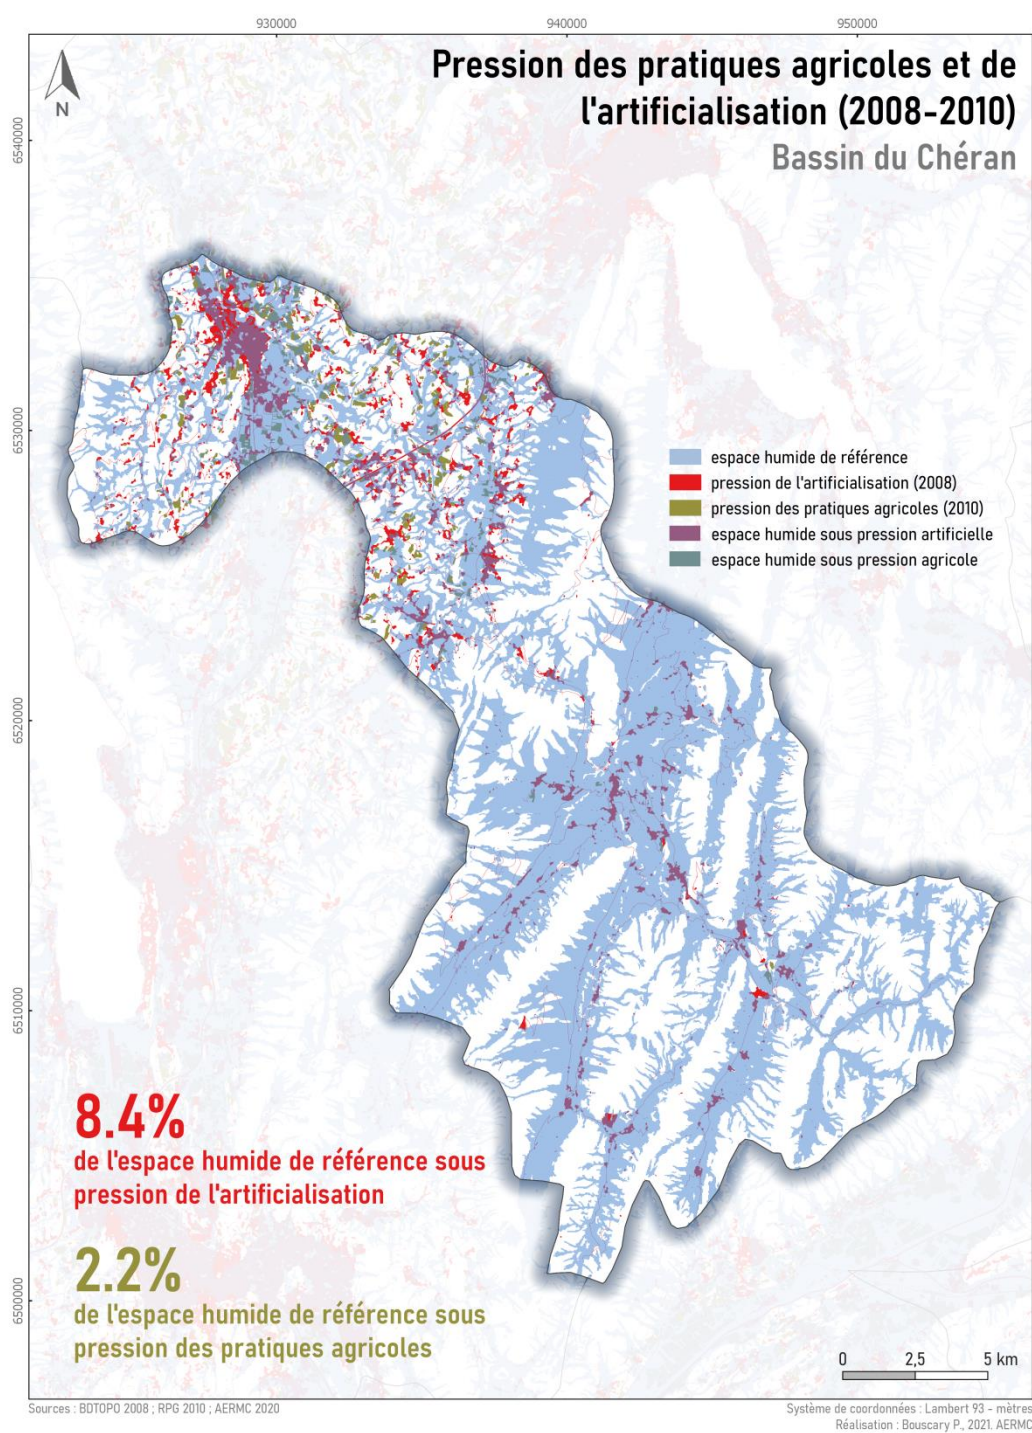 930000
940000
950000
Pression des pratiques agricoles et de
l'artificialisation (2008-2010)
Bassin du Chéran
N
6540000
6530000
6520000
6510000
6500000
espace humide de référence
pression de l'artificialisation (2008)
pression des pratiques agricoles (2010)
espace humide sous pression artificielle
espace humide sous pression agricole
8.4%
de l'espace humide de référence sous
pression de l'artificialisation
2.2%
de l'espace humide de référence sous
pression des pratiques agricoles
0 2,5 5 km
Sources : BDTOPO 2008 ; RPG 2010 ; AERMC 2020
Système de coordonnées : Lambert 93 - mètres
Réalisation : Bouscary P., 2021. AERMC